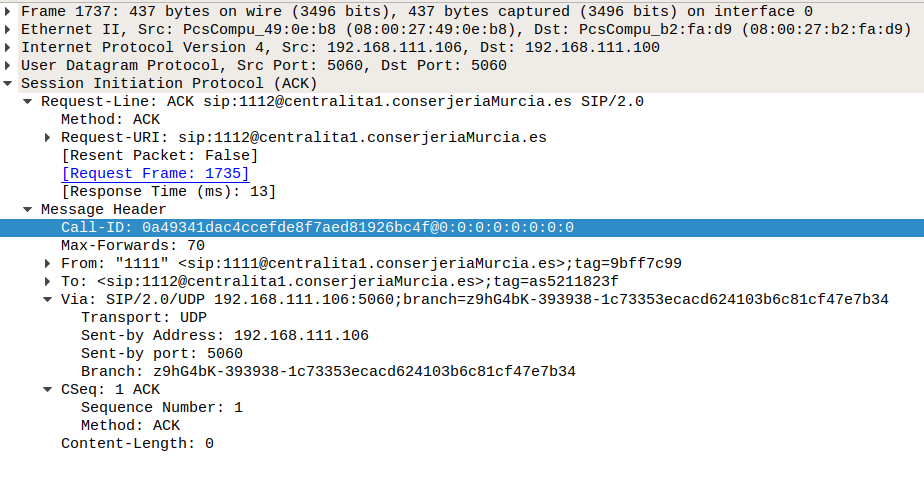 Frame 1737: 437 bytes on wire (3496 bits), 437 bytes captured (3496 bits) on interface 0
Ethernet II, Src: PcsCompu_49:0e:b8 (08:00:27:49:0e:b8), Dst: PcsCompu_b2:fa:d9 (08:00:27:b2:fa:d9)
Internet Protocol Version 4, Src: 192.168.111.106, Dst: 192.168.111.100
User Datagram Protocol, Src Port: 5060, Dst Port: 5060
Session Initiation Protocol (ACK)
Request-Line: ACK sip:1112@centralita1.conserjeriaMurcia.es SIP/2.0
Method: ACK
Request-URI: sip:1112@centralita1.conserjeriaMurcia.es
[Resent Packet: False]
[Request Frame: 1735]
[Response Time (ms): 13]
Message Header
Call-ID: 0a49341dac4ccefde8f7aed81926bc4f@0:0:0:0:0:0:0:0
Max-Forwards: 70
From: "1111" <sip:1111@centralita1.conserjeriaMurcia.es>;tag=9bff7c99
To: <sip:1112@centralita1.conserjeriaMurcia.es>;tag=as5211823f
Via: SIP/2.0/UDP 192.168.111.106:5060;branch=z9hG4bK-393938-1c73353ecacd624103b6c81cf47e7b34
Transport: UDP
Sent-by Address: 192.168.111.106
Sent-by port: 5060
Branch: z9hG4bK-393938-1c73353ecacd624103b6c81cf47e7b34
CSeq: 1 ACK
Sequence Number: 1
Method: ACK
Content-Length: 0